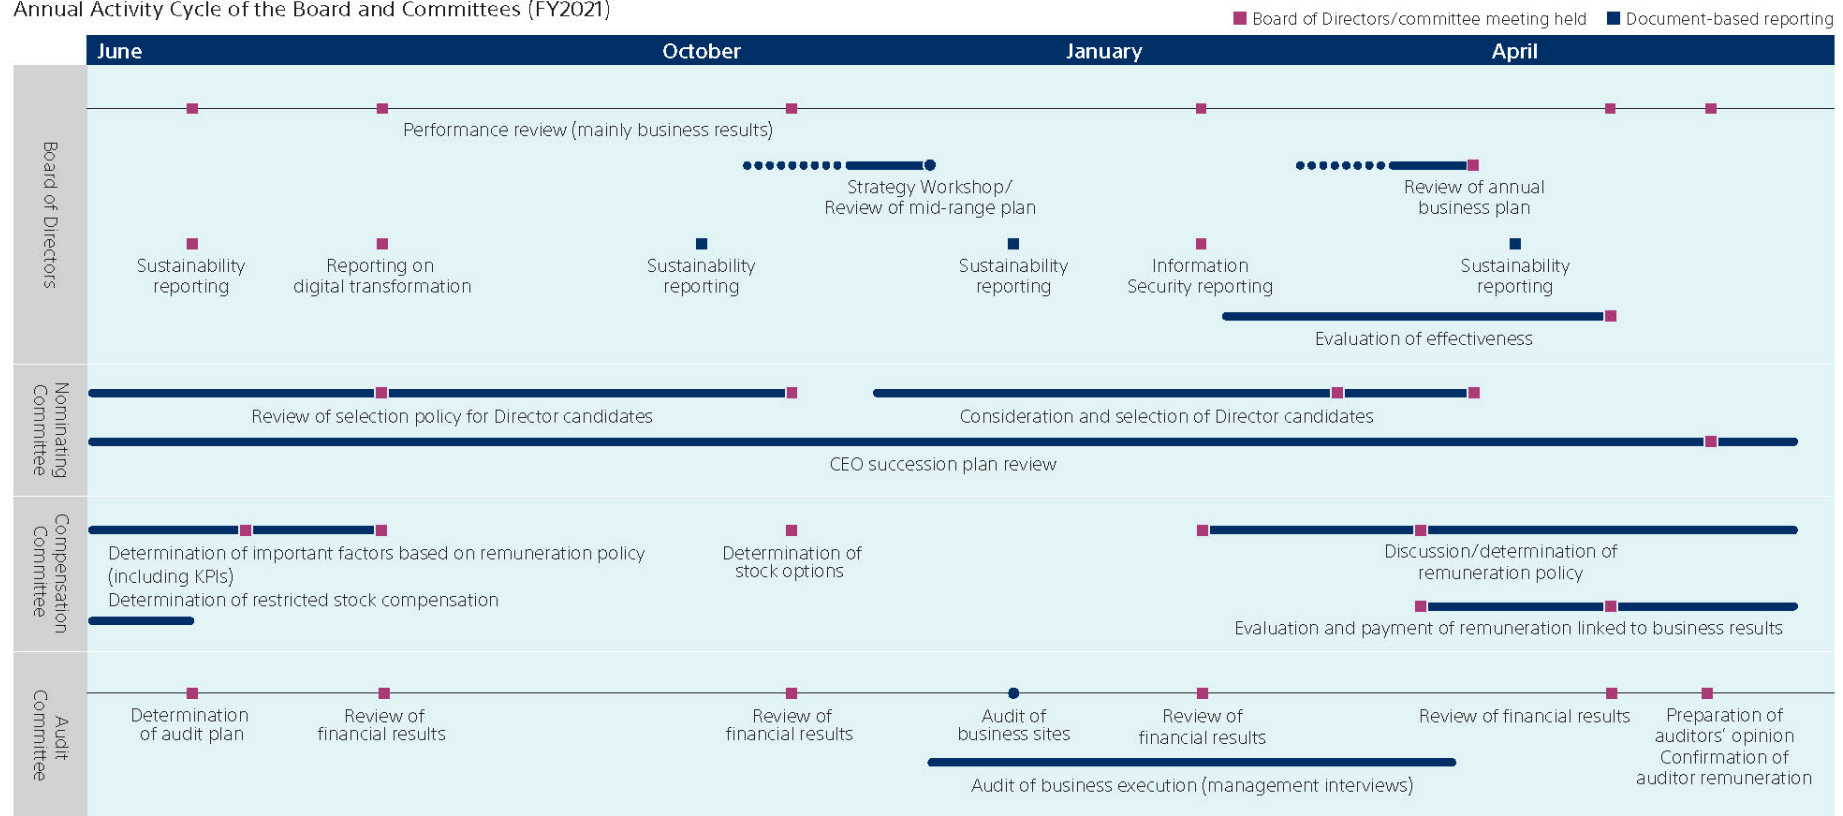 Annual Activity Cycle of the Board and Committees (FY2021)
Board of Directors/committee meeting held
Document-based reporting
June
October
January
April
Board of Directors
Performance review (mainly business results)
Strategy Workshop/
Review of mid-range plan
Review of annual
business plan
Sustainability
reporting
Reporting on
digital transformation
Sustainability
reporting
Sustainability
reporting
Information
Security reporting
Sustainability
reporting
Evaluation of effectiveness
Nominating
Committee
Review of selection policy for Director candidates
Consideration and selection of Director candidates
CEO succession plan review
Compensation
Committee
Determination of important factors based on remuneration policy
(including KPIs)
Determination of restricted stock compensation
Determination of
stock options
Discussion/determination of
remuneration policy
Evaluation and payment of remuneration linked to business results
Audit
Committee
Determination
of audit plan
Review of
financial results
Review of
financial results
Audit of
business sites
Review of
financial results
Review of financial results
Preparation of
auditors’ opinion
Confirmation of
auditor remuneration
Audit of business execution (management interviews)